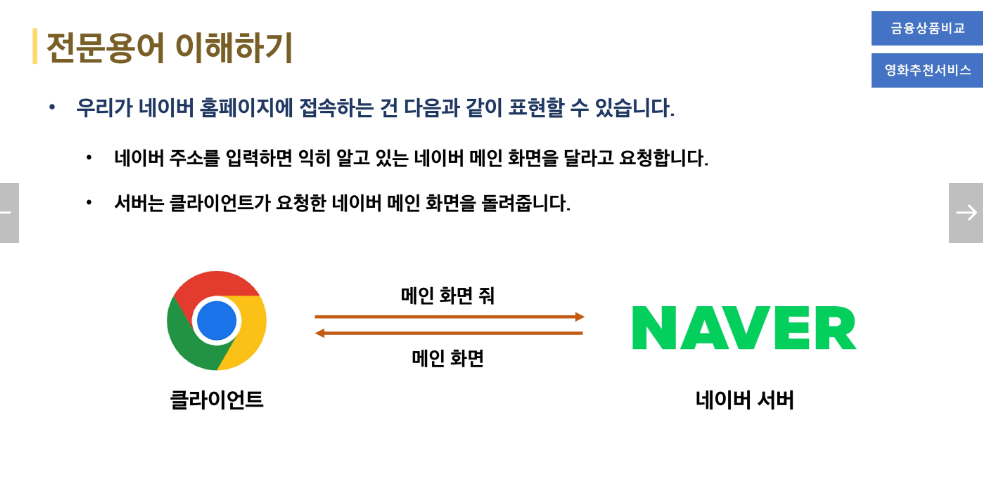 전문용어 이해하기
금융상품비교
영화추천서비스
• 우리가 네이버 홈페이지에 접속하는 건 다음과 같이 표현할 수 있습니다.
• 네이버 주소를 입력하면 익히 알고 있는 네이버 메인 화면을 달라고 요청합니다.
• 서버는 클라이언트가 요청한 네이버 메인 화면을 돌려줍니다.
메인 화면 줘
NAVER
메인 화면
클라이언트
네이버 서버